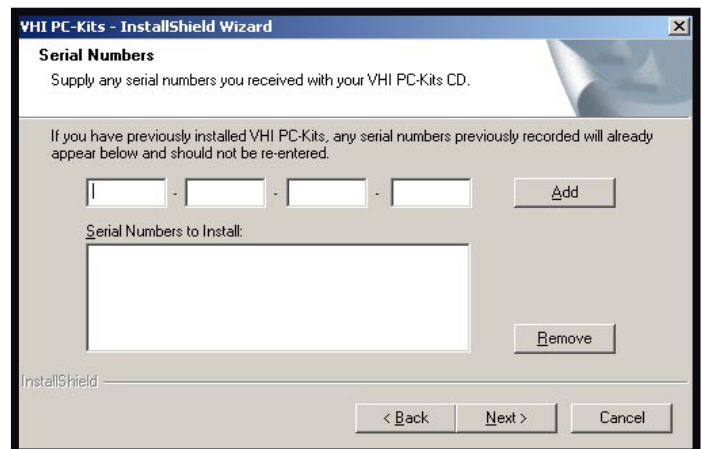 VHI PC-Kits - InstallShield Wizard
Serial Numbers
Supply any serial numbers you received with your VHI PC-Kits CD.
If you have previously installed VHI PC-Kits, any serial numbers previously recorded will already
appear below and should not be re-entered.
- - - Add
Serial Numbers to Install:
Remove
InstallShield
< Back Next > Cancel